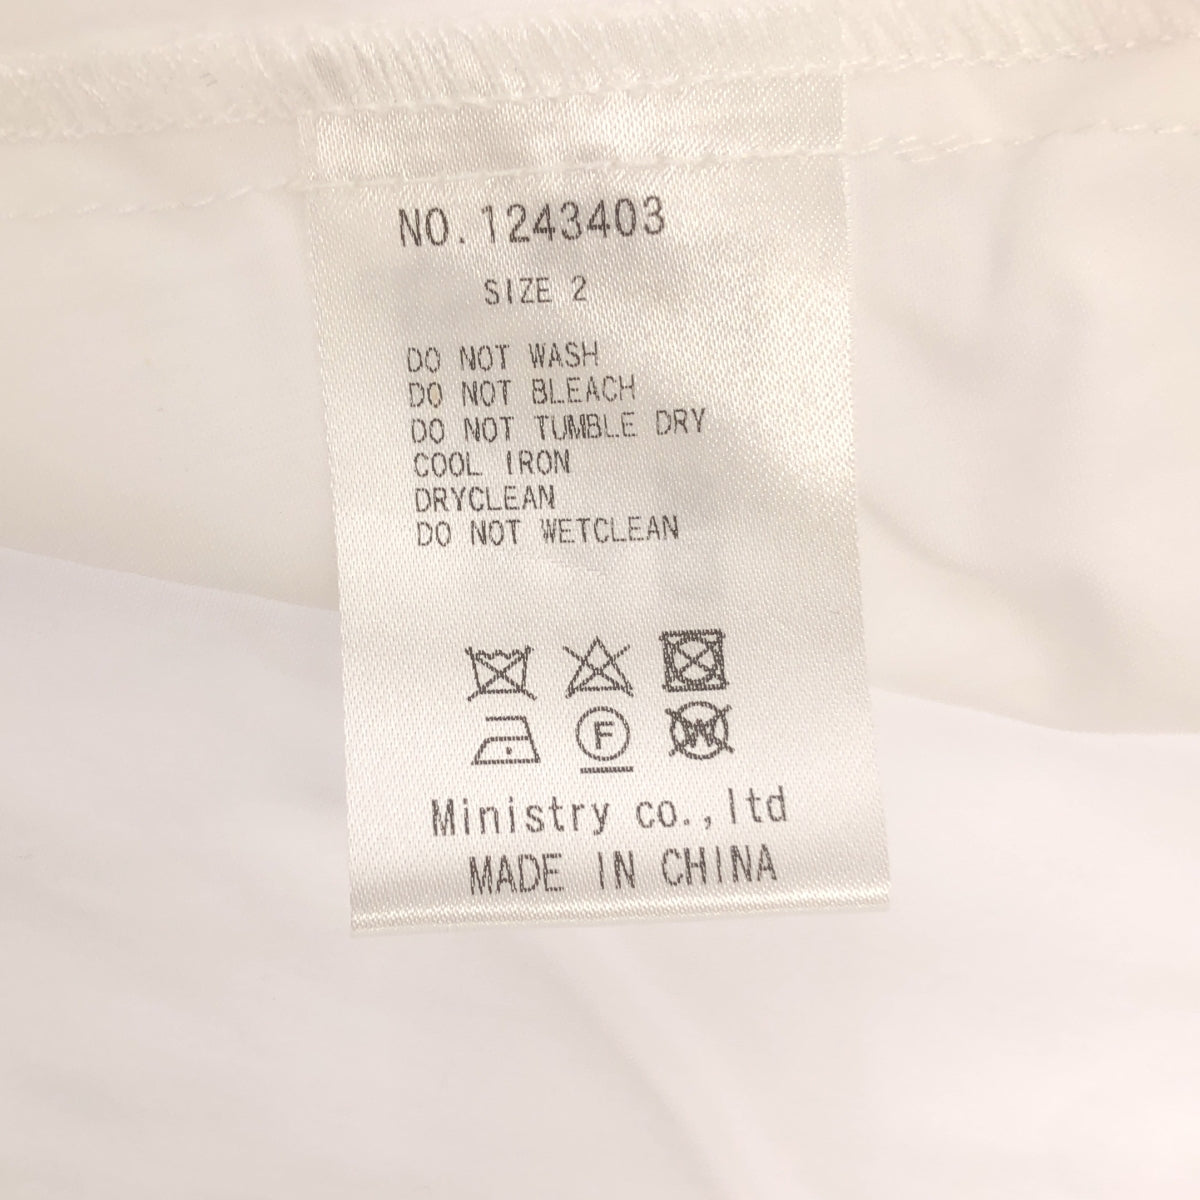 NO.1243403
SIZE 2
DO NOT WASH
DO NOT BLEACH
DO NOT TUMBLE DRY
COOL IRON
DRYCLEAN
DO NOT WETCLEAN
F W
Ministry co.,ltd
MADE IN CHINA